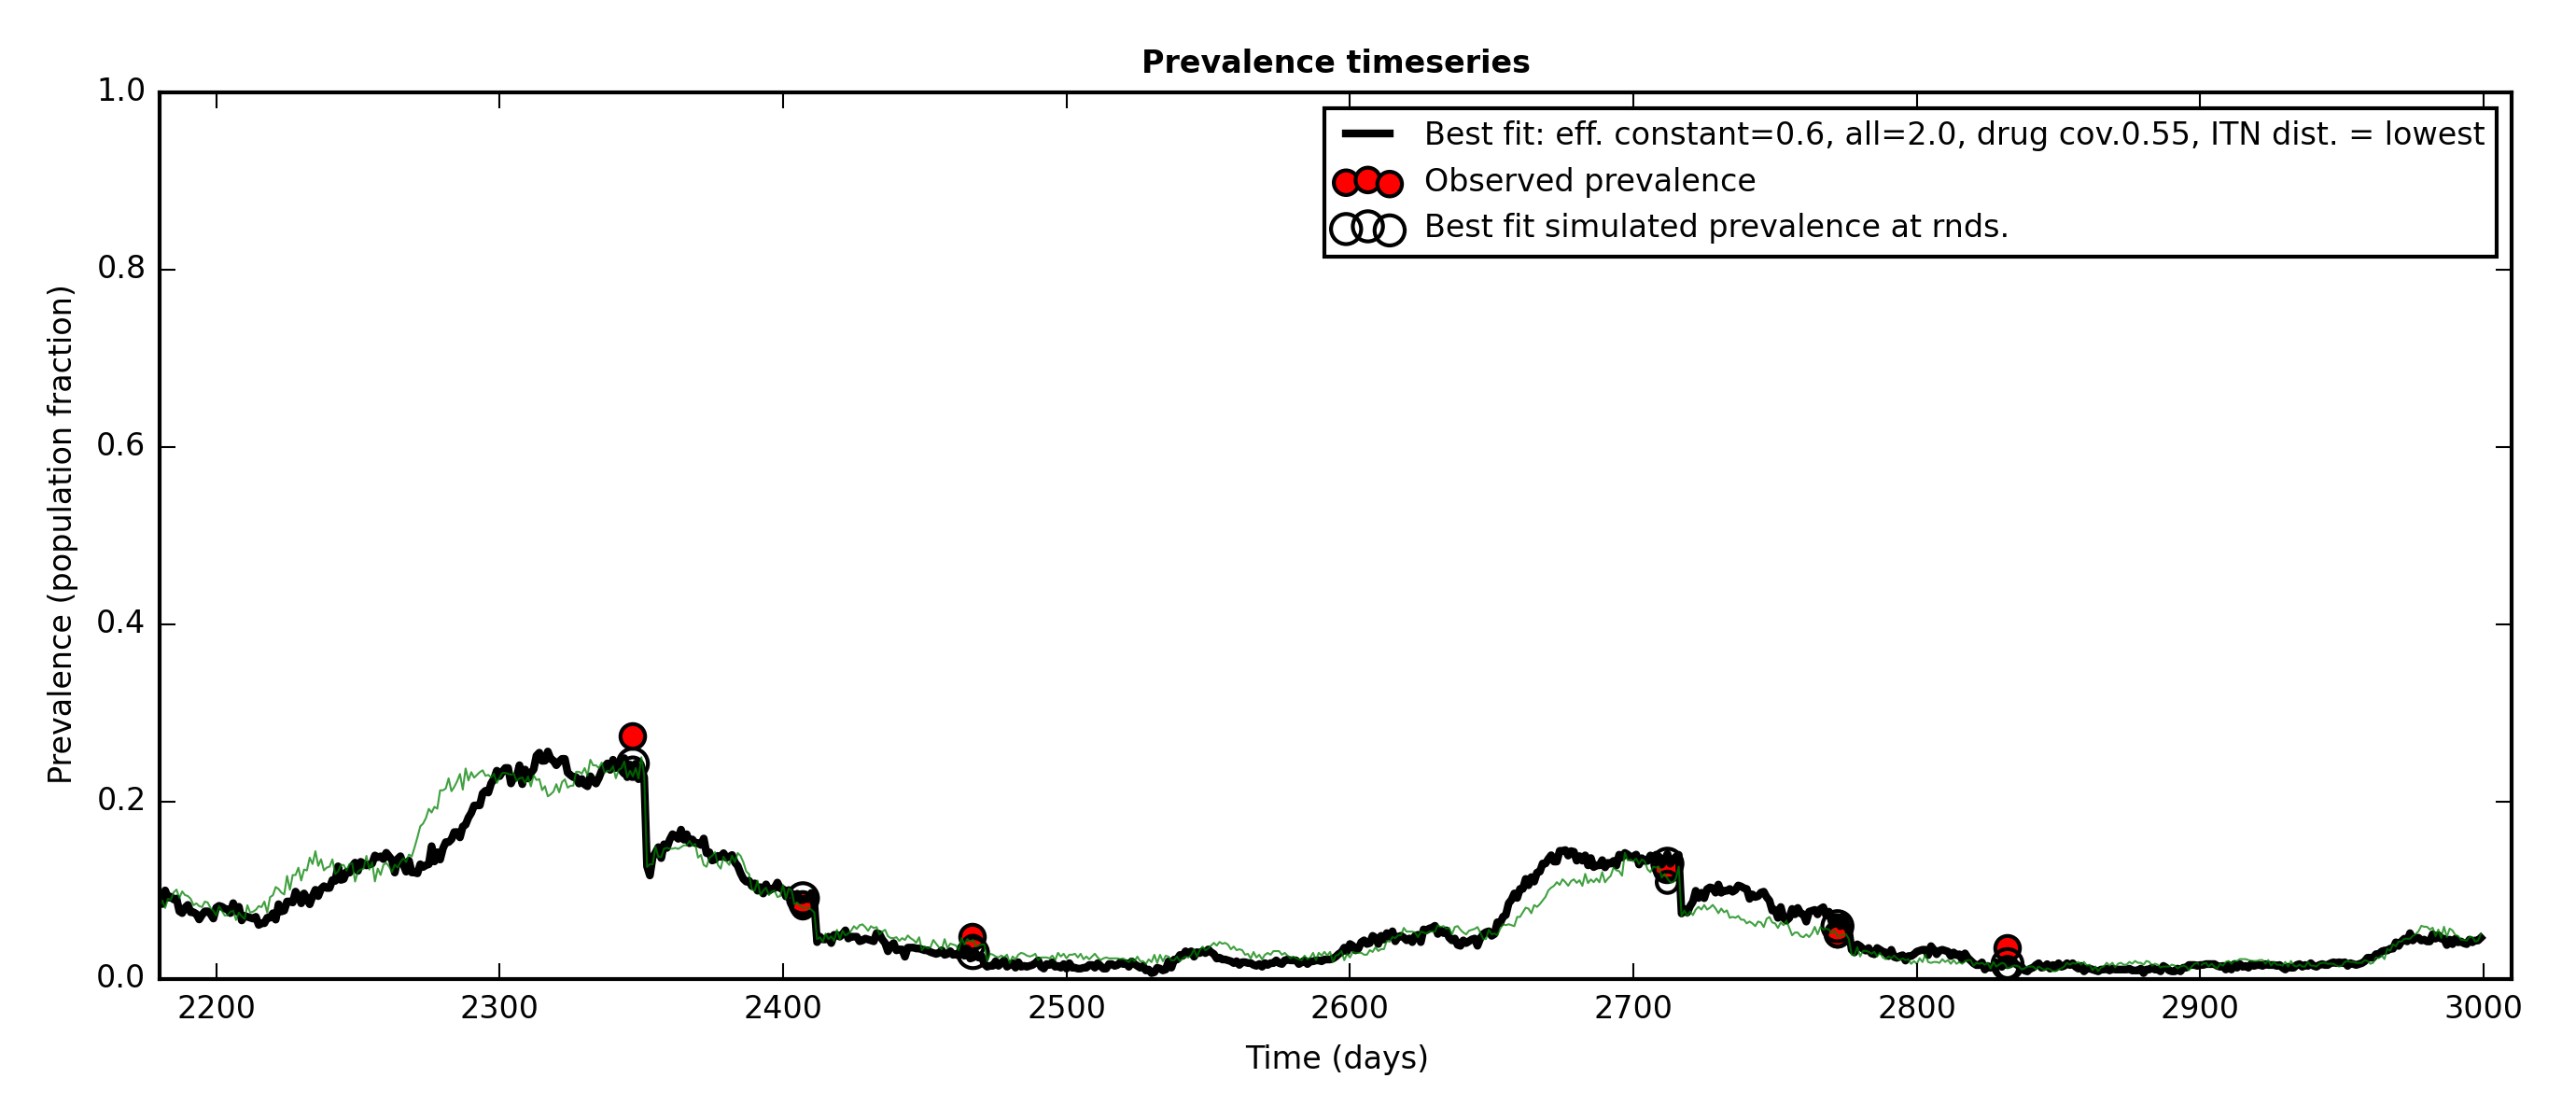 Prevalence timeseries
1.0
0.8
0.6
0.4
0.2
0.0
Prevalence (population fraction)
Best fit: eff. constant=0.6, all=2.0, drug cov.0.55, ITN dist. = lowest
Observed prevalence
Best fit simulated prevalence at rnds.
2200 2300 2400 2500 2600 2700 2800 2900 3000
Time (days)